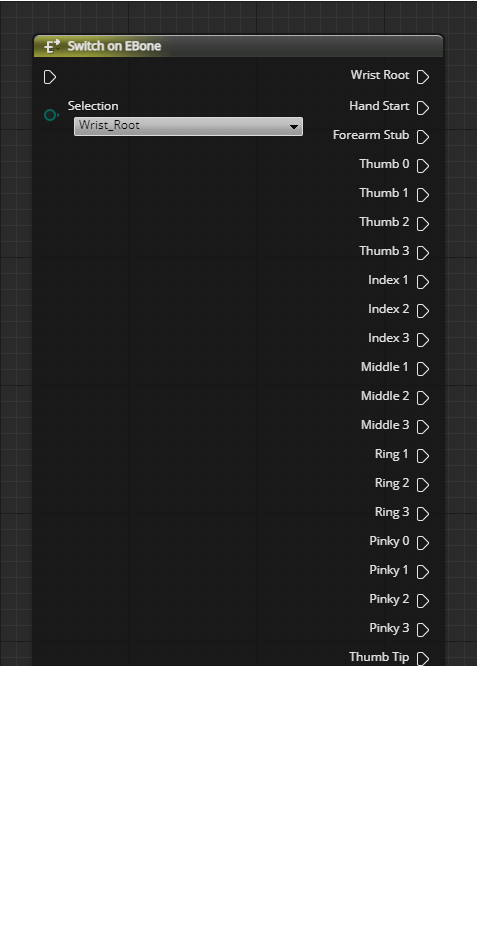 Switch on EBone
Wrist Root
Selection
Hand Start
Wrist_Root
Forearm Stub
Thumb 0
Thumb 1
Thumb 2
Thumb 3
Index 1
Index 2
Index 3
Middle 1
Middle 2
Middle 3
Ring 1
Ring 2
Ring 3
Pinky 0
Pinky 1
Pinky 2
Pinky 3
Thumb Tip